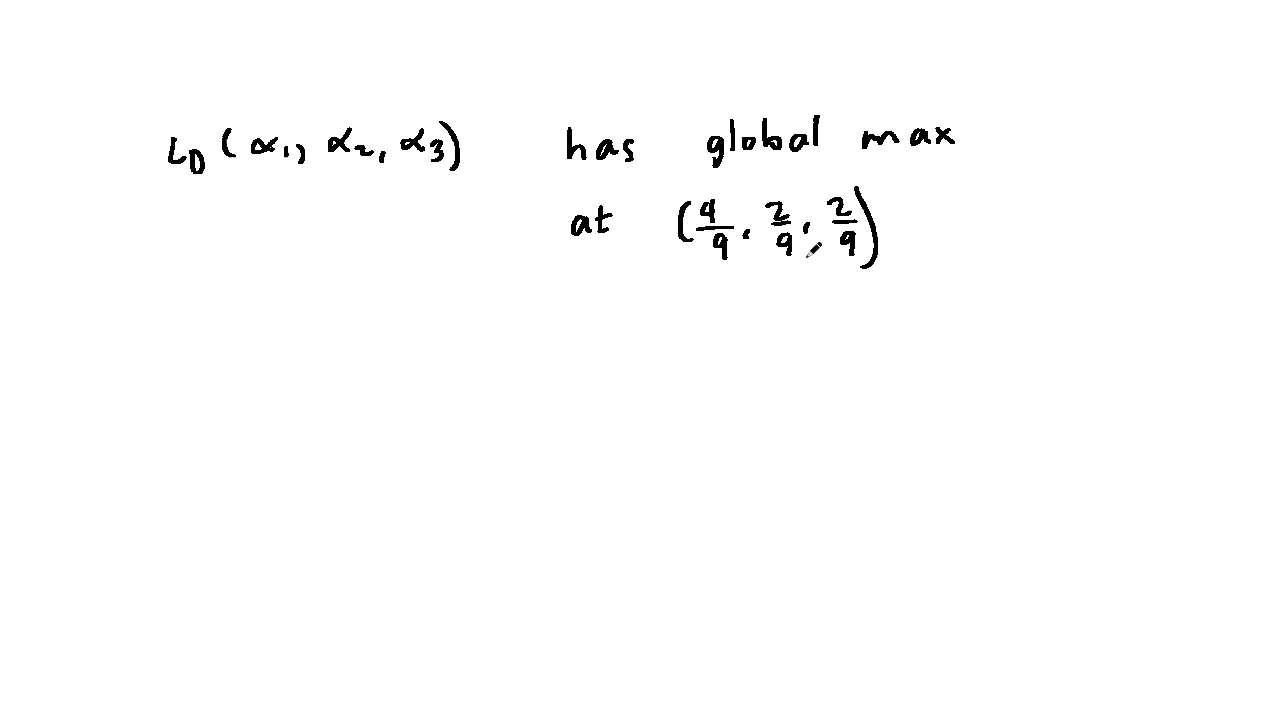 L_D (α₁, α₂, α₃) has global max
at (4/9, 2/9, 2/9)